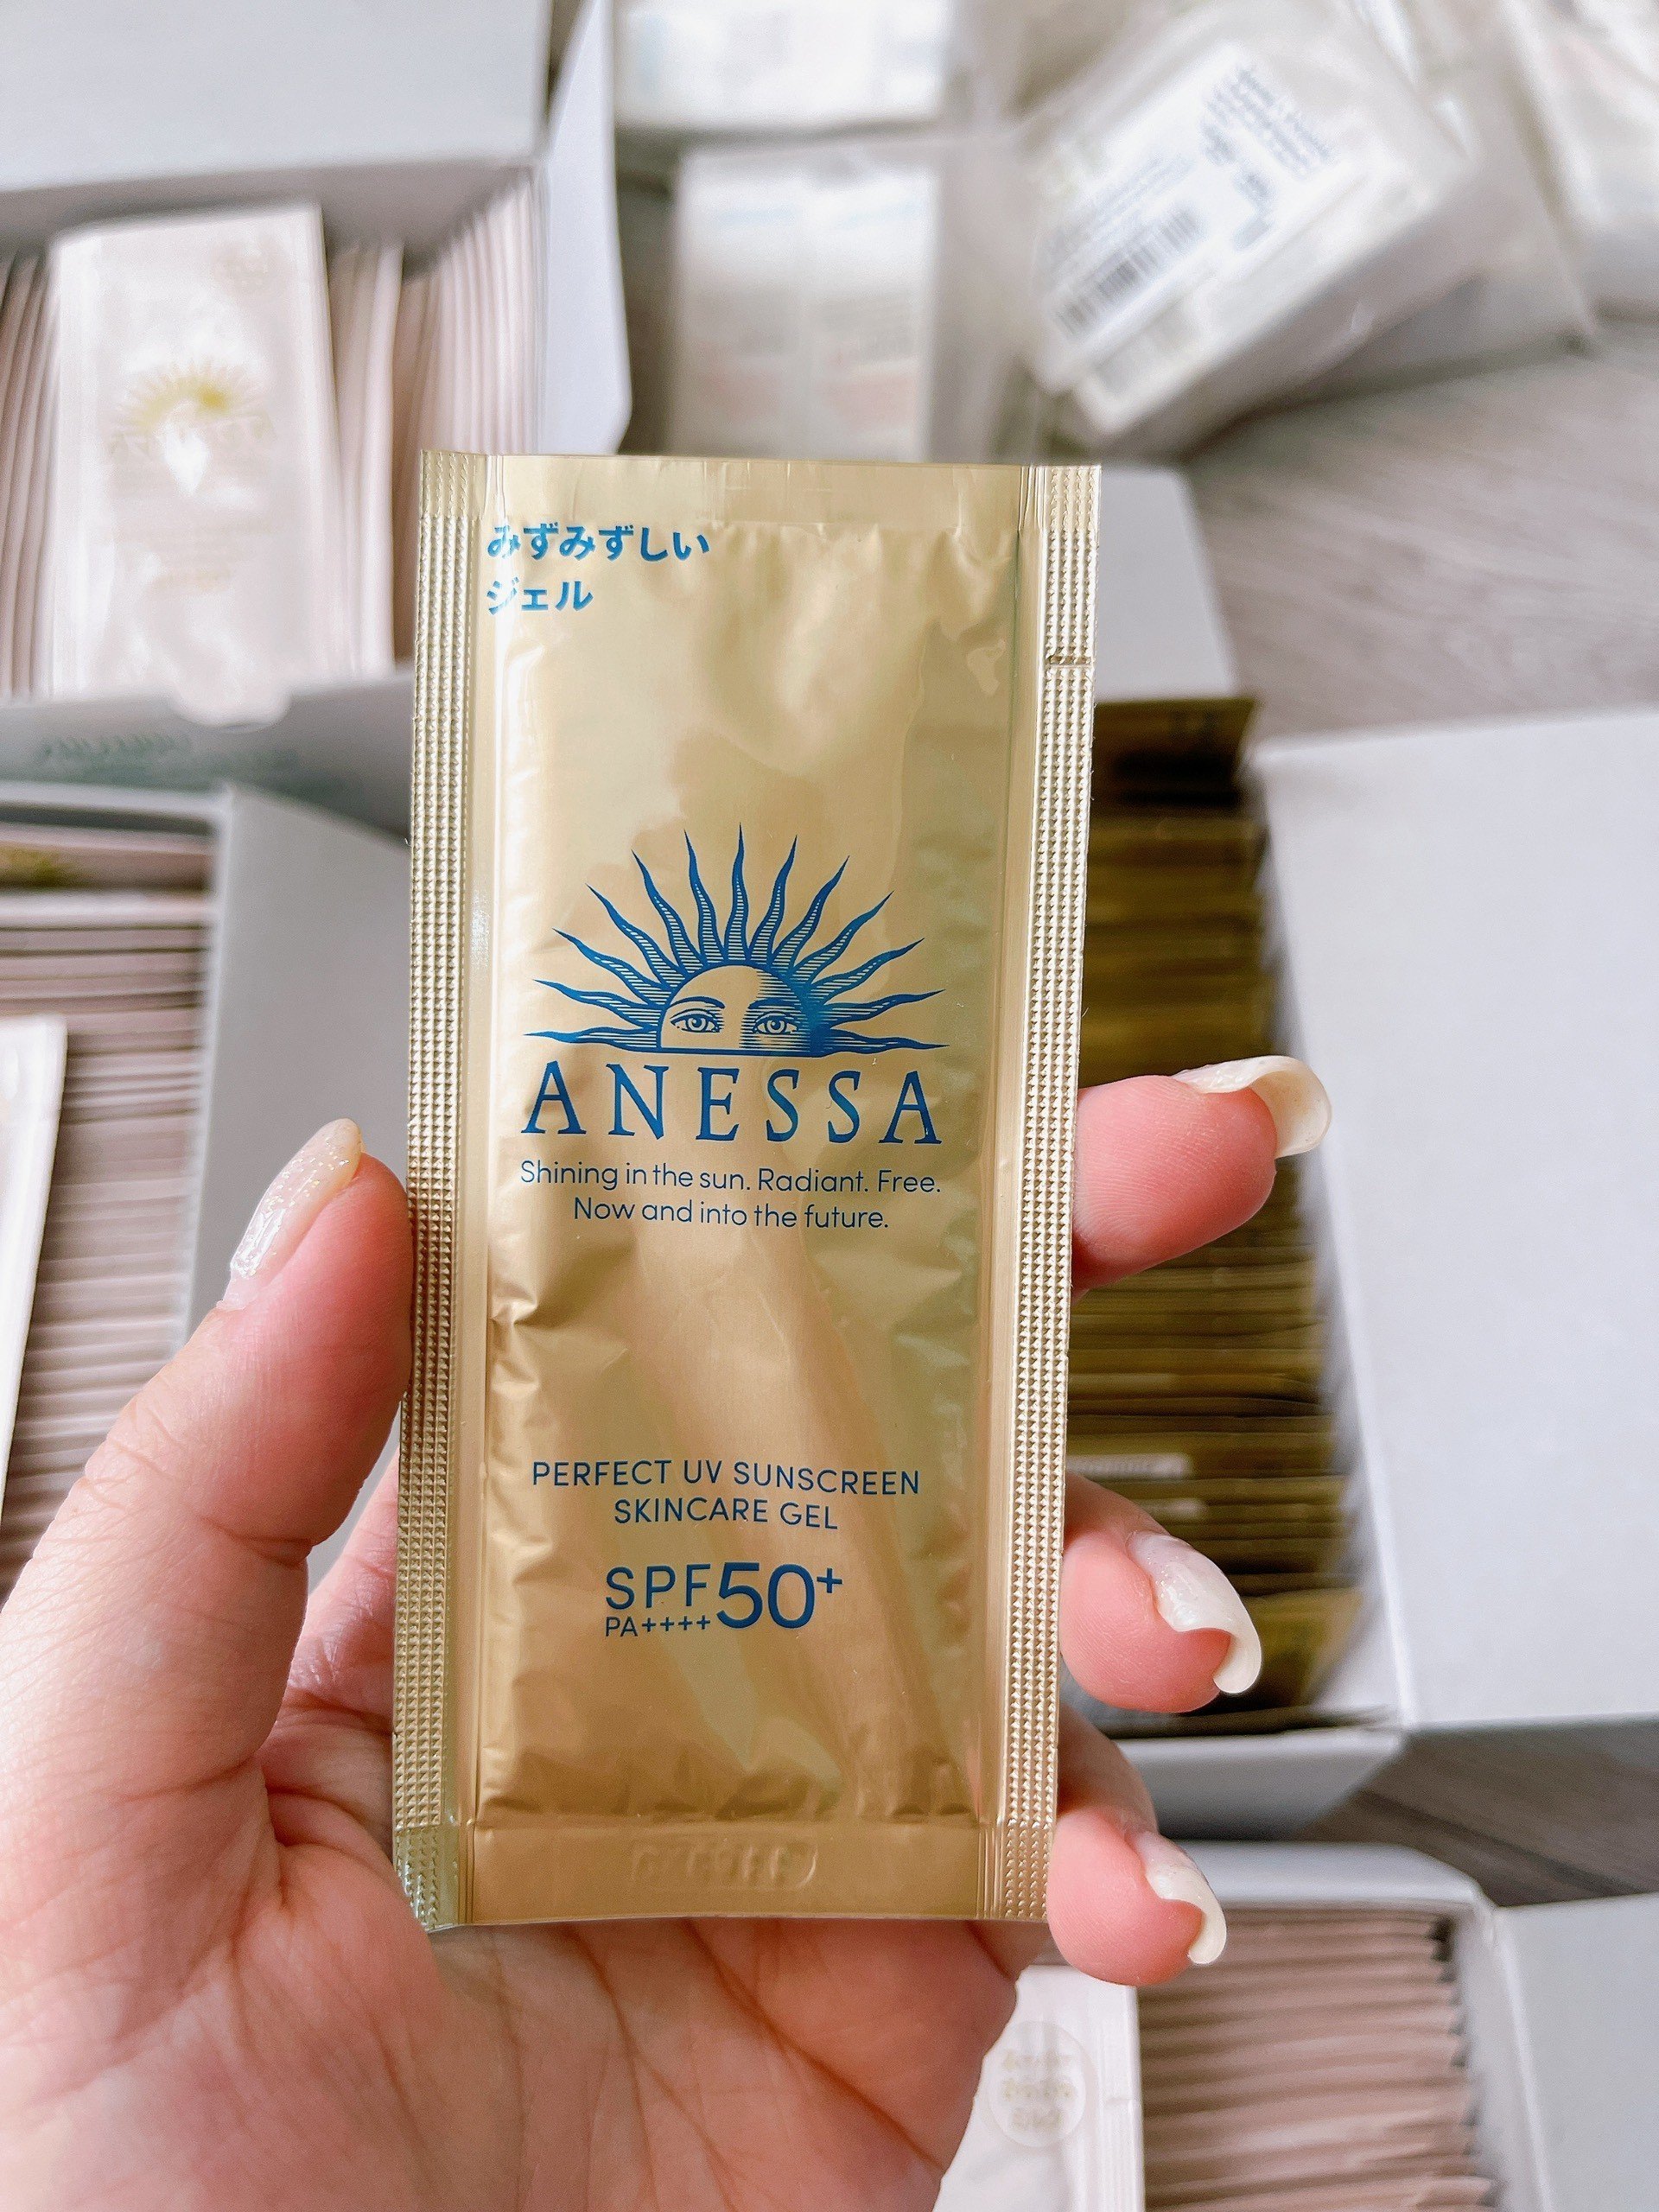 みずみずしい
ジェル
ANESSA
Shining in the sun. Radiant. Free.
Now and into the future.
PERFECT UV SUNSCREEN
SKINCARE GEL
SPF50+
PA++++